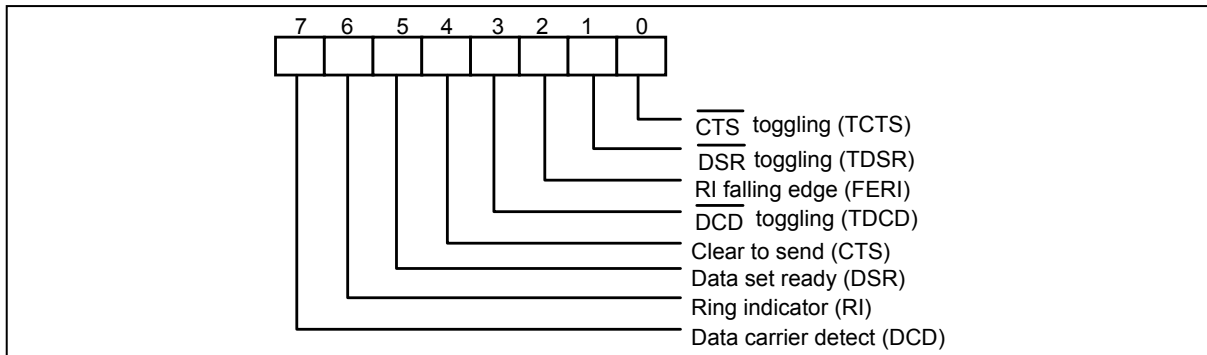 7 6 5 4 3 2 1 0
CTS toggling (TCTS)
DSR toggling (TDSR)
RI falling edge (FERI)
DCD toggling (TDCD)
Clear to send (CTS)
Data set ready (DSR)
Ring indicator (RI)
Data carrier detect (DCD)